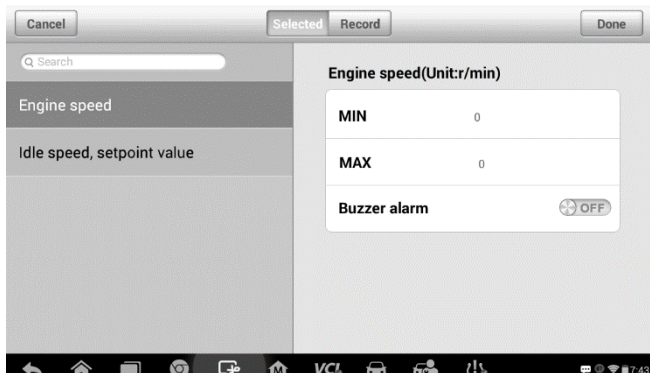 Cancel
Selected Record
Done
Search
Engine speed
Idle speed, setpoint value
Engine speed(Unit:r/min)
MIN 0
MAX 0
Buzzer alarm OFF
M VCI 7:43